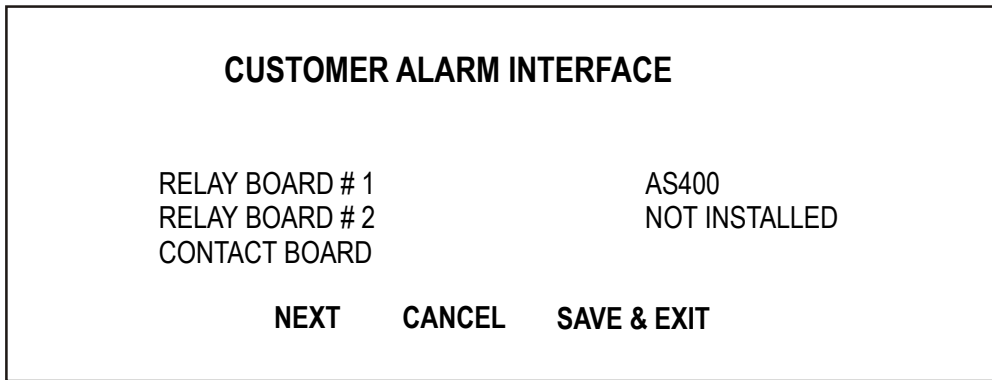 CUSTOMER ALARM INTERFACE
RELAY BOARD # 1 AS400
RELAY BOARD # 2 NOT INSTALLED
CONTACT BOARD
NEXT CANCEL SAVE & EXIT